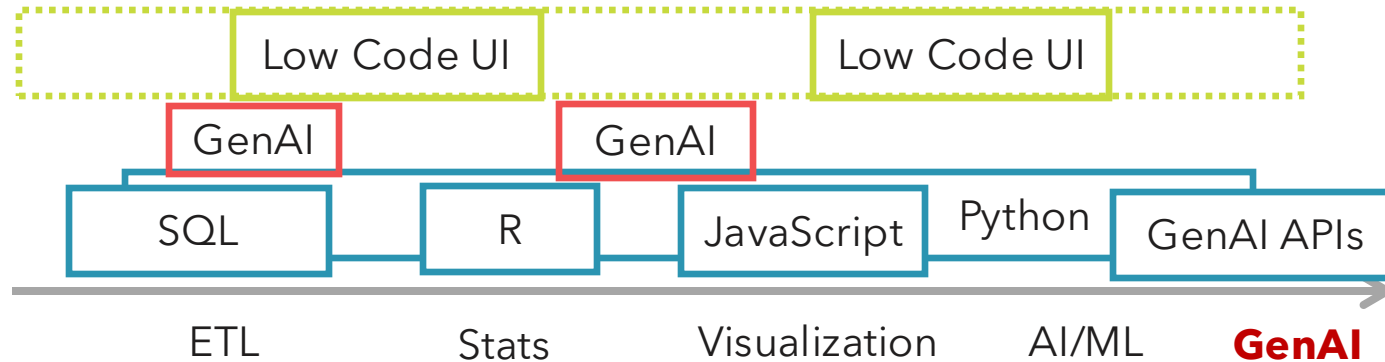 Low Code UI
Low Code UI
GenAI
GenAI
SQL
R
JavaScript
Python
GenAI APIs
ETL
Stats
Visualization
AI/ML
GenAI